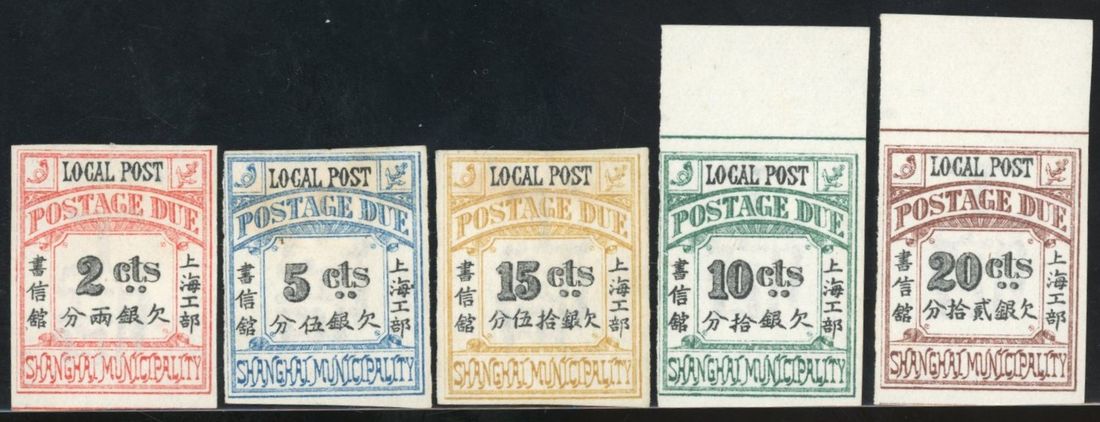 LOCAL POST
POSTAGE DUE
2 cts
欠銀兩分
上海工部
書信館
SHANGHAI MUNICIPALITY
LOCAL POST
POSTAGE DUE
5 cts
欠銀伍分
上海工部
書信館
SHANGHAI MUNICIPALITY
LOCAL POST
POSTAGE DUE
15 cts
欠銀拾伍分
上海工部
書信館
SHANGHAI MUNICIPALITY
LOCAL POST
POSTAGE DUE
10 cts
欠銀拾分
上海工部
書信館
SHANGHAI MUNICIPALITY
LOCAL POST
POSTAGE DUE
20 cts
欠銀貳拾分
上海工部
書信館
SHANGHAI MUNICIPALITY